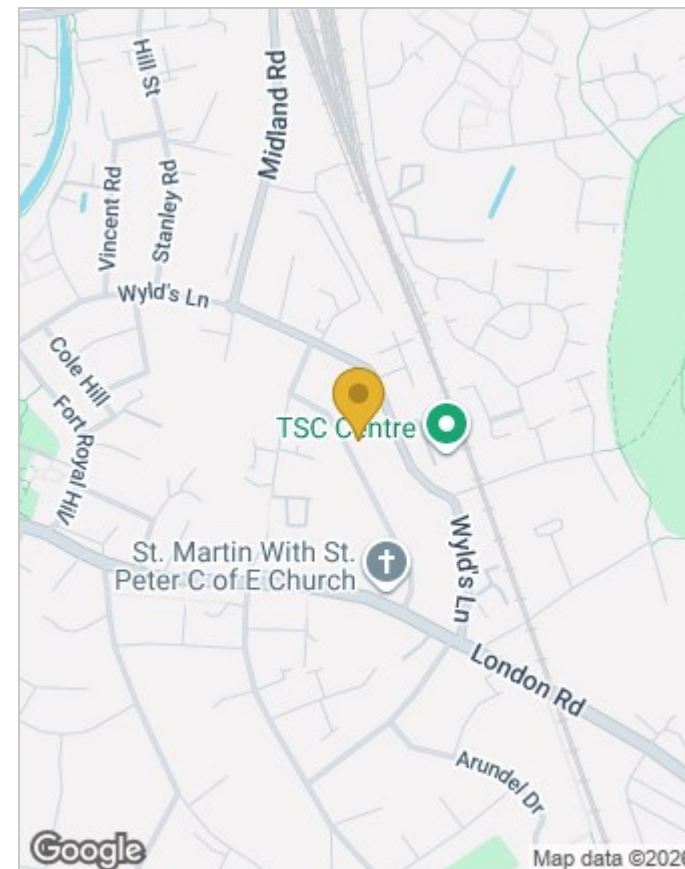 Hill St
Midland Rd
Vincent Rd
Stanley Rd
Wyld's Ln
Cole Hill
Fort Royal Hill
TSC Centre
Wyld's Ln
St. Martin With St.
Peter C of E Church
London Rd
Arundel Dr
Google
Map data ©2026